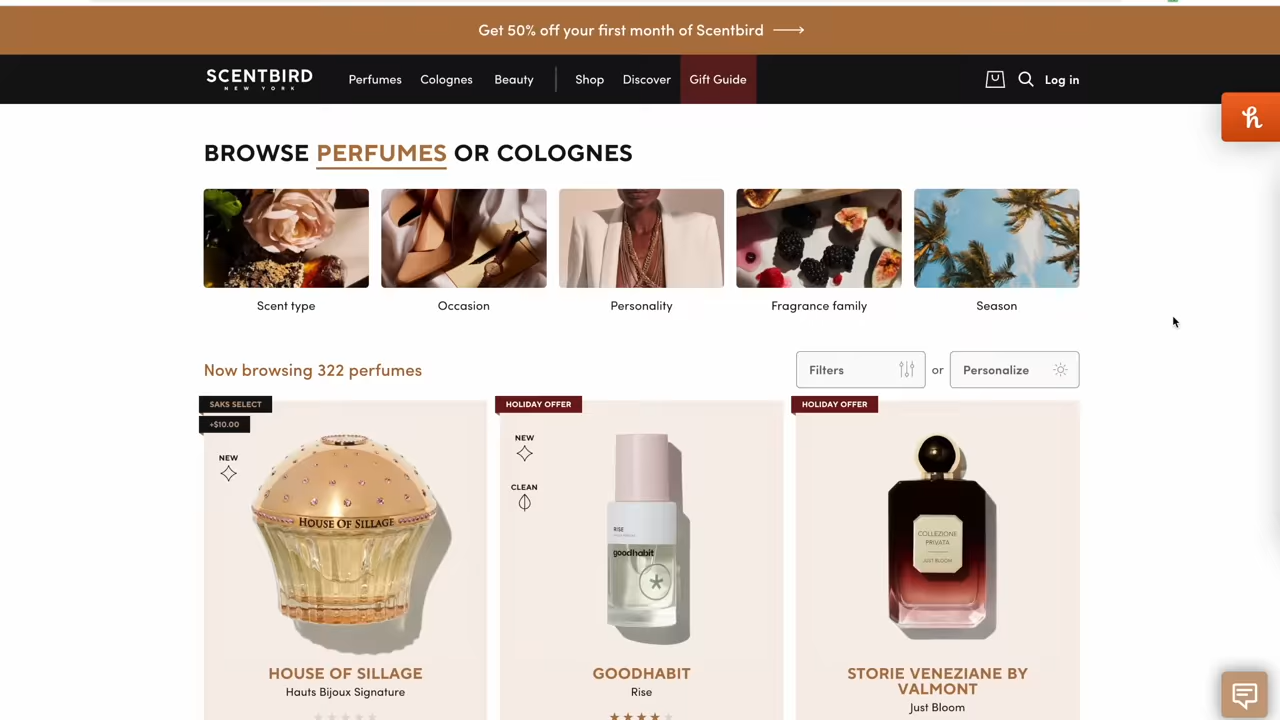 Get 50% off your first month of Scentbird
SCENTBIRD
NEW YORK
Perfumes Colognes Beauty Shop Discover Gift Guide Log in
BROWSE PERFUMES OR COLOGNES
Scent type Occasion Personality Fragrance family Season
Now browsing 322 perfumes
Filters or Personalize
SAKS SELECT
+$10.00
NEW
HOUSE OF SILLAGE
HOUSE OF SILLAGE
Hauts Bijoux Signature
HOLIDAY OFFER
NEW
CLEAN
RISE
goodhabit
GOODHABIT
Rise
HOLIDAY OFFER
COLLEZIONE
PRIVATA
JUST BLOOM
STORIE VENEZIANE BY
VALMONT
Just Bloom